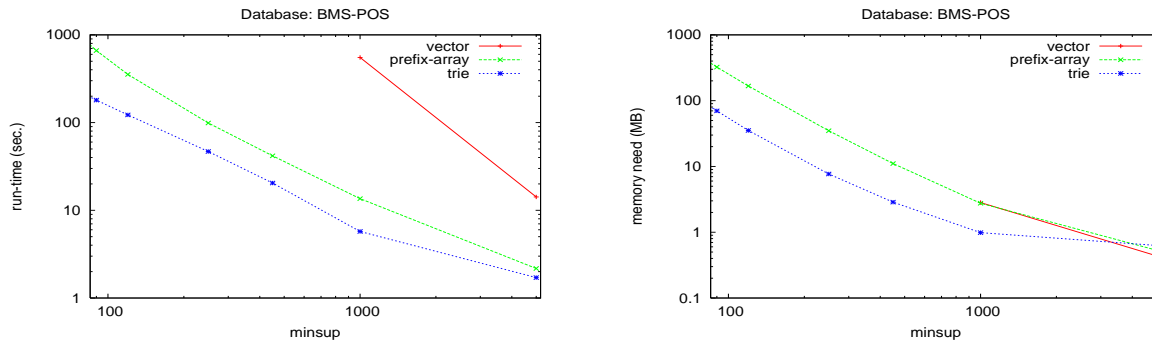 Database: BMS-POS
1000
100
10
1
run-time (sec.)
vector
prefix-array
trie
100
1000
minsup
Database: BMS-POS
1000
100
10
1
0.1
memory need (MB)
vector
prefix-array
trie
100
1000
minsup